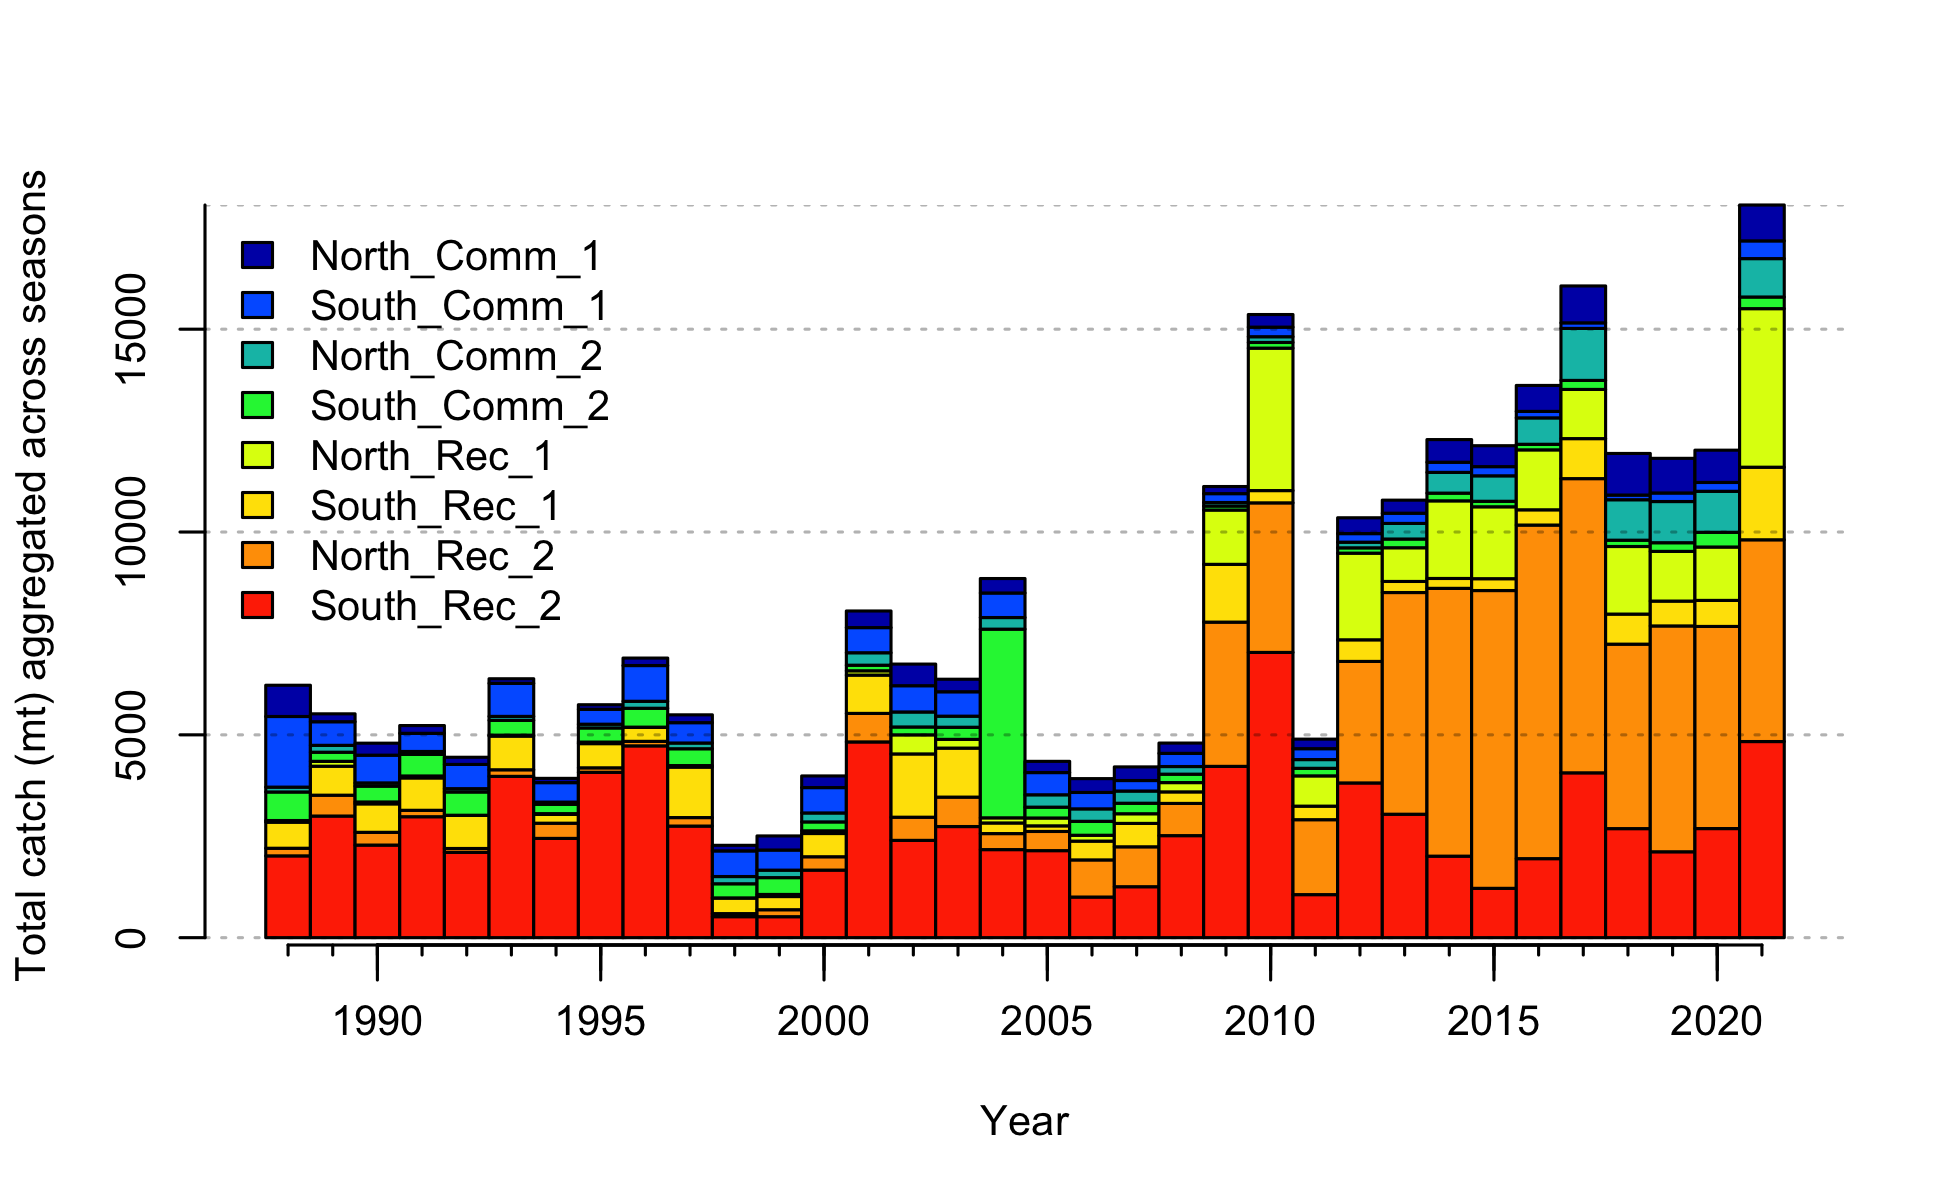 Total catch (mt) aggregated across seasons
15000
10000
5000
0
North_Comm_1
South_Comm_1
North_Comm_2
South_Comm_2
North_Rec_1
South_Rec_1
North_Rec_2
South_Rec_2
1990 1995 2000 2005 2010 2015 2020
Year